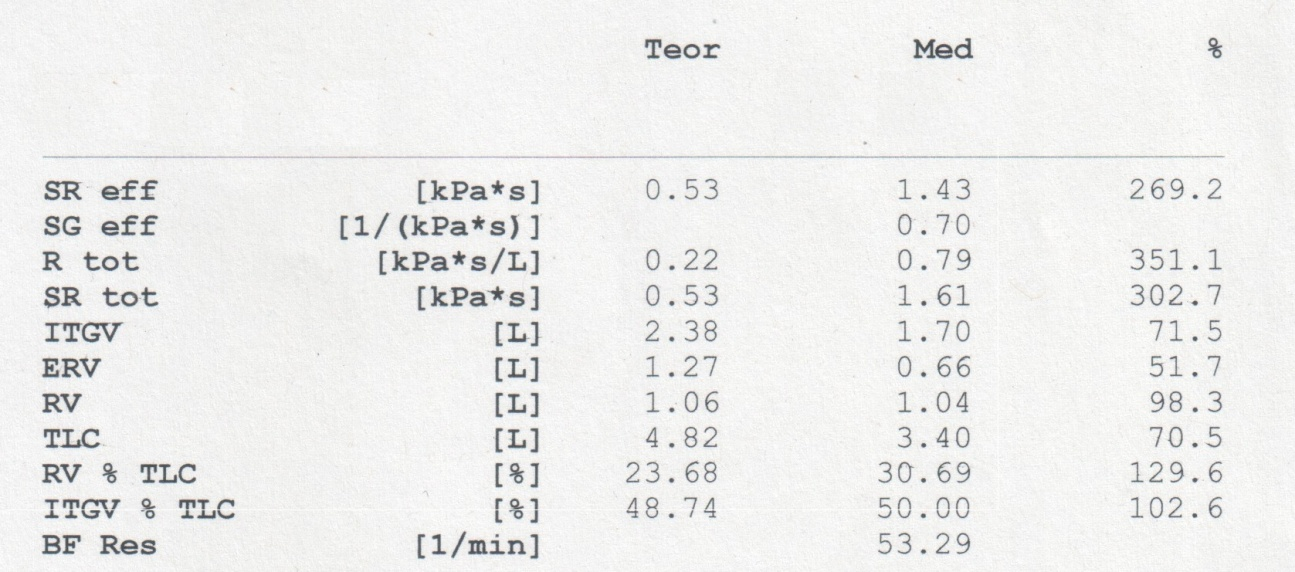 Teor Med %
SR eff [kPa*s] 0.53 1.43 269.2
SG eff [1/(kPa*s)] 0.70
R tot [kPa*s/L] 0.22 0.79 351.1
SR tot [kPa*s] 0.53 1.61 302.7
ITGV [L] 2.38 1.70 71.5
ERV [L] 1.27 0.66 51.7
RV [L] 1.06 1.04 98.3
TLC [L] 4.82 3.40 70.5
RV % TLC [%] 23.68 30.69 129.6
ITGV % TLC [%] 48.74 50.00 102.6
BF Res [1/min] 53.29